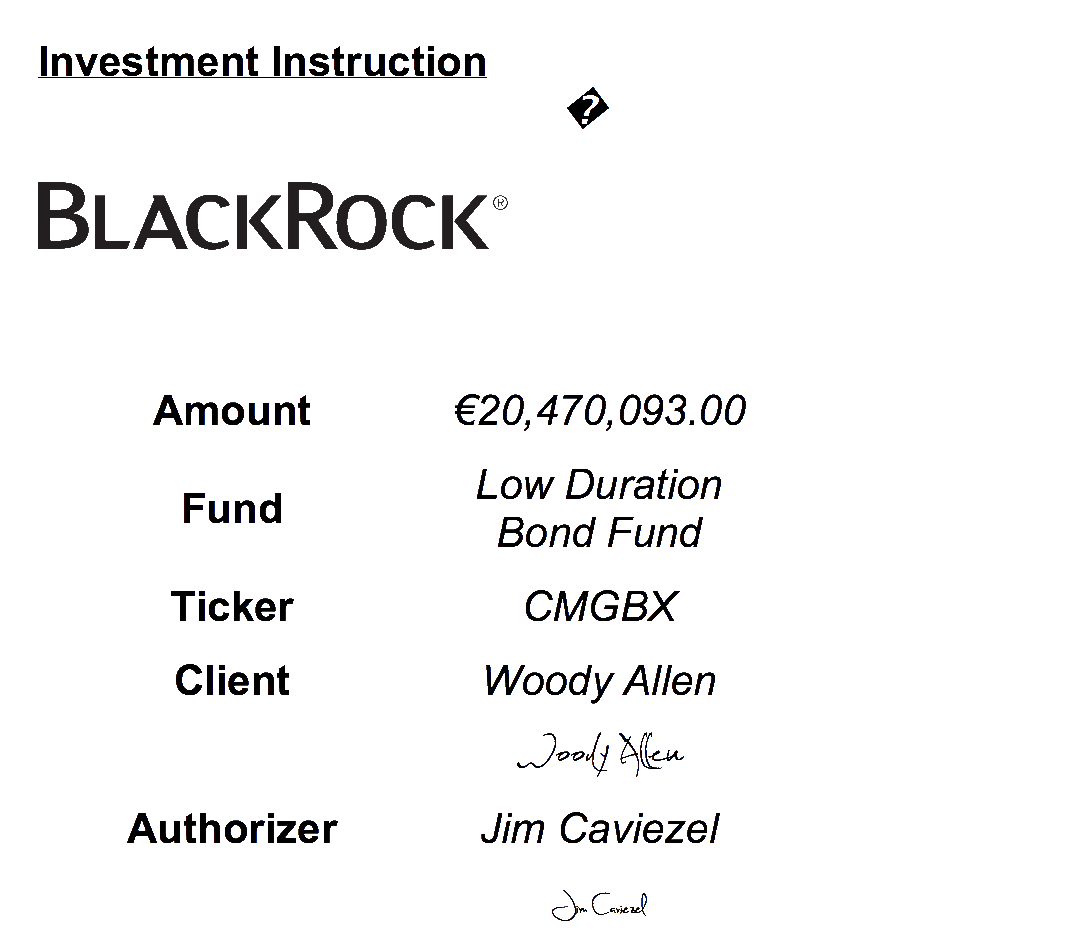 Investment Instruction
�
BLACKROCK®
Amount €20,470,093.00
Fund Low Duration
Bond Fund
Ticker CMGBX
Client Woody Allen
Woody Allen
Authorizer Jim Caviezel
Jim Caviezel